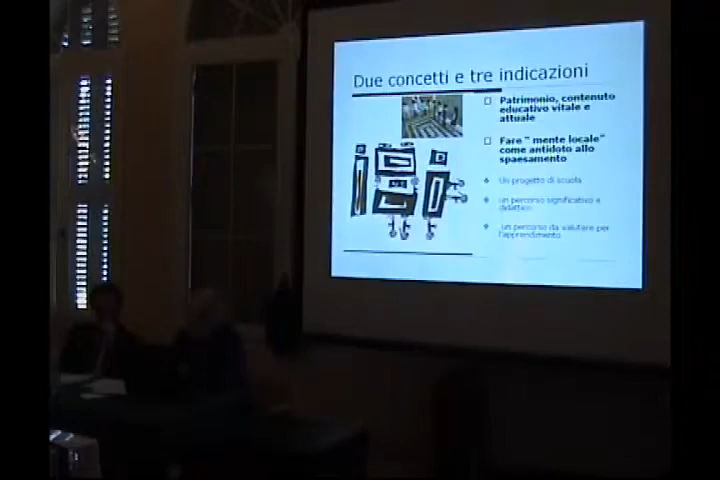 Due concetti e tre indicazioni
Patrimonio, contenuto
educativo vitale e
attuale
Fare " mente locale"
come antidoto allo
spaesamento
Un progetto di scuola
un percorso significativo e
didattico
un percorso da valutare per
l'apprendimento